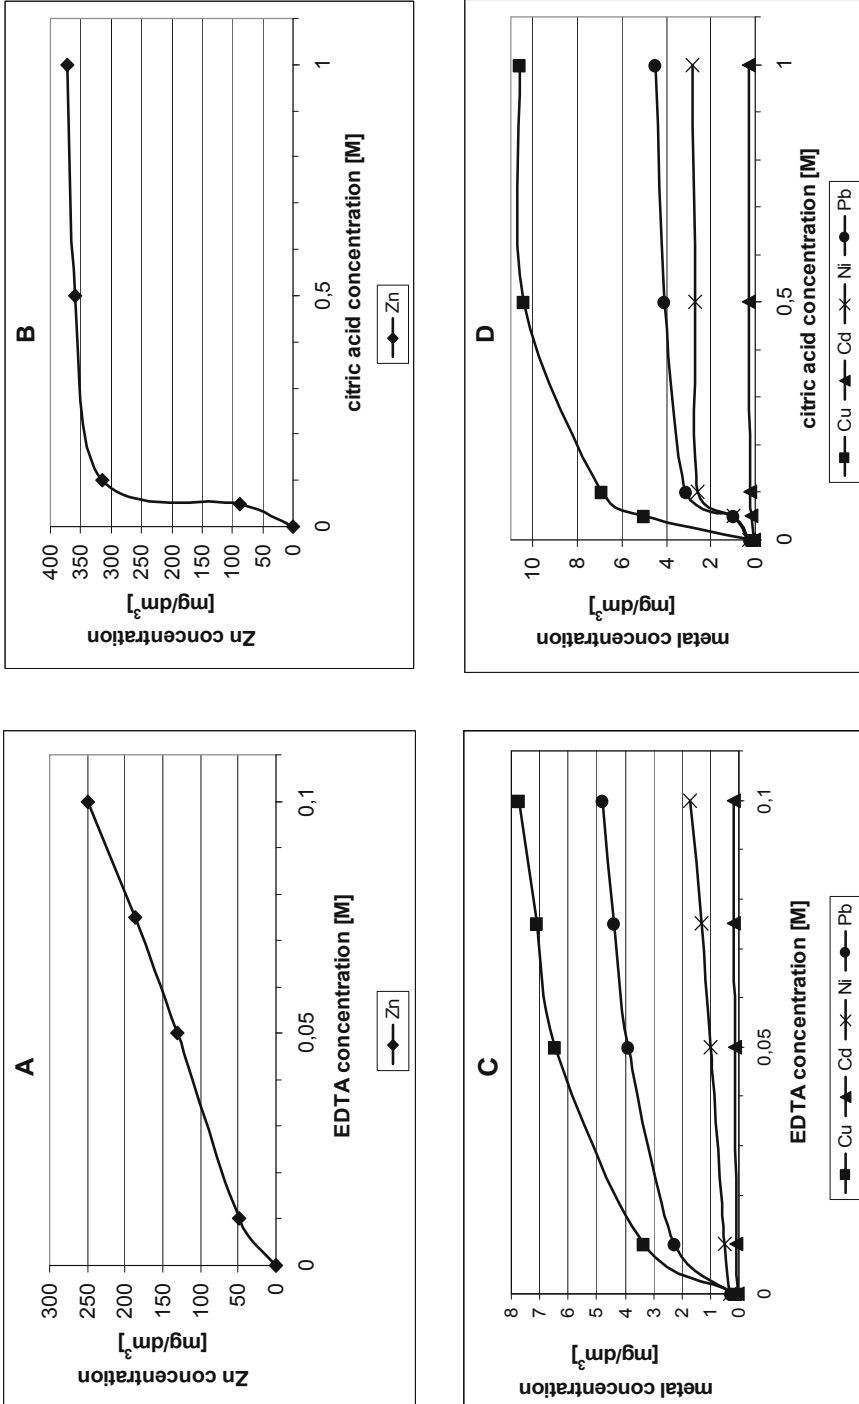 A
Zn concentration
[mg/dm³]
300
250
200
150
100
50
0
0
0,05
0,1
EDTA concentration [M]
Zn
B
Zn concentration
[mg/dm³]
400
350
300
250
200
150
100
50
0
0
0,5
1
citric acid concentration [M]
Zn
C
metal concentration
[mg/dm³]
8
7
6
5
4
3
2
1
0
0
0,05
0,1
EDTA concentration [M]
Cu Cd Ni Pb
D
metal concentration
[mg/dm³]
10
8
6
4
2
0
0
0,5
1
citric acid concentration [M]
Cu Cd Ni Pb